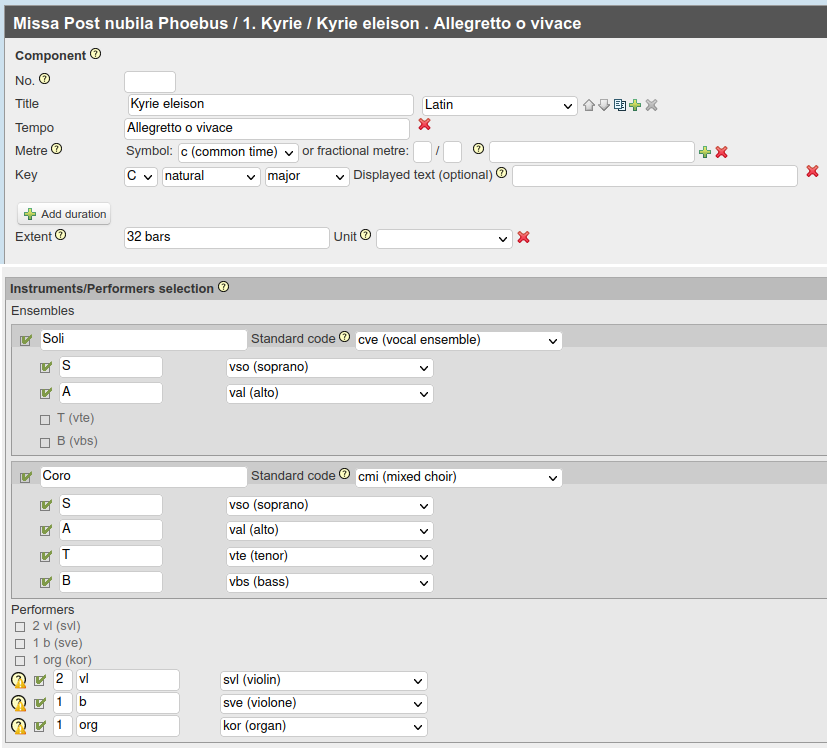 Missa Post nubila Phoebus / 1. Kyrie / Kyrie eleison . Allegretto o vivace
Component ?
No. ?
Title Kyrie eleison Latin
Tempo Allegretto o vivace
Metre ? Symbol: c (common time) or fractional metre: / ?
Key C natural major Displayed text (optional) ?
Add duration
Extent ? 32 bars Unit ?
Instruments/Performers selection ?
Ensembles
Soli Standard code ? cve (vocal ensemble)
S vso (soprano)
A val (alto)
T (vte)
B (vbs)
Coro Standard code ? cmi (mixed choir)
S vso (soprano)
A val (alto)
T vte (tenor)
B vbs (bass)
Performers
2 vl (svl)
1 b (sve)
1 org (kor)
? 2 vl svl (violin)
? 1 b sve (violone)
? 1 org kor (organ)